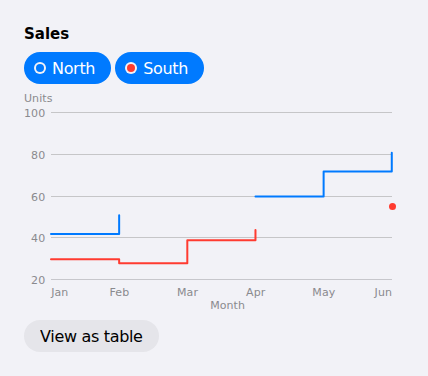 Sales
North South
Units
100
80
60
40
20
Jan Feb Mar Apr May Jun
Month
View as table